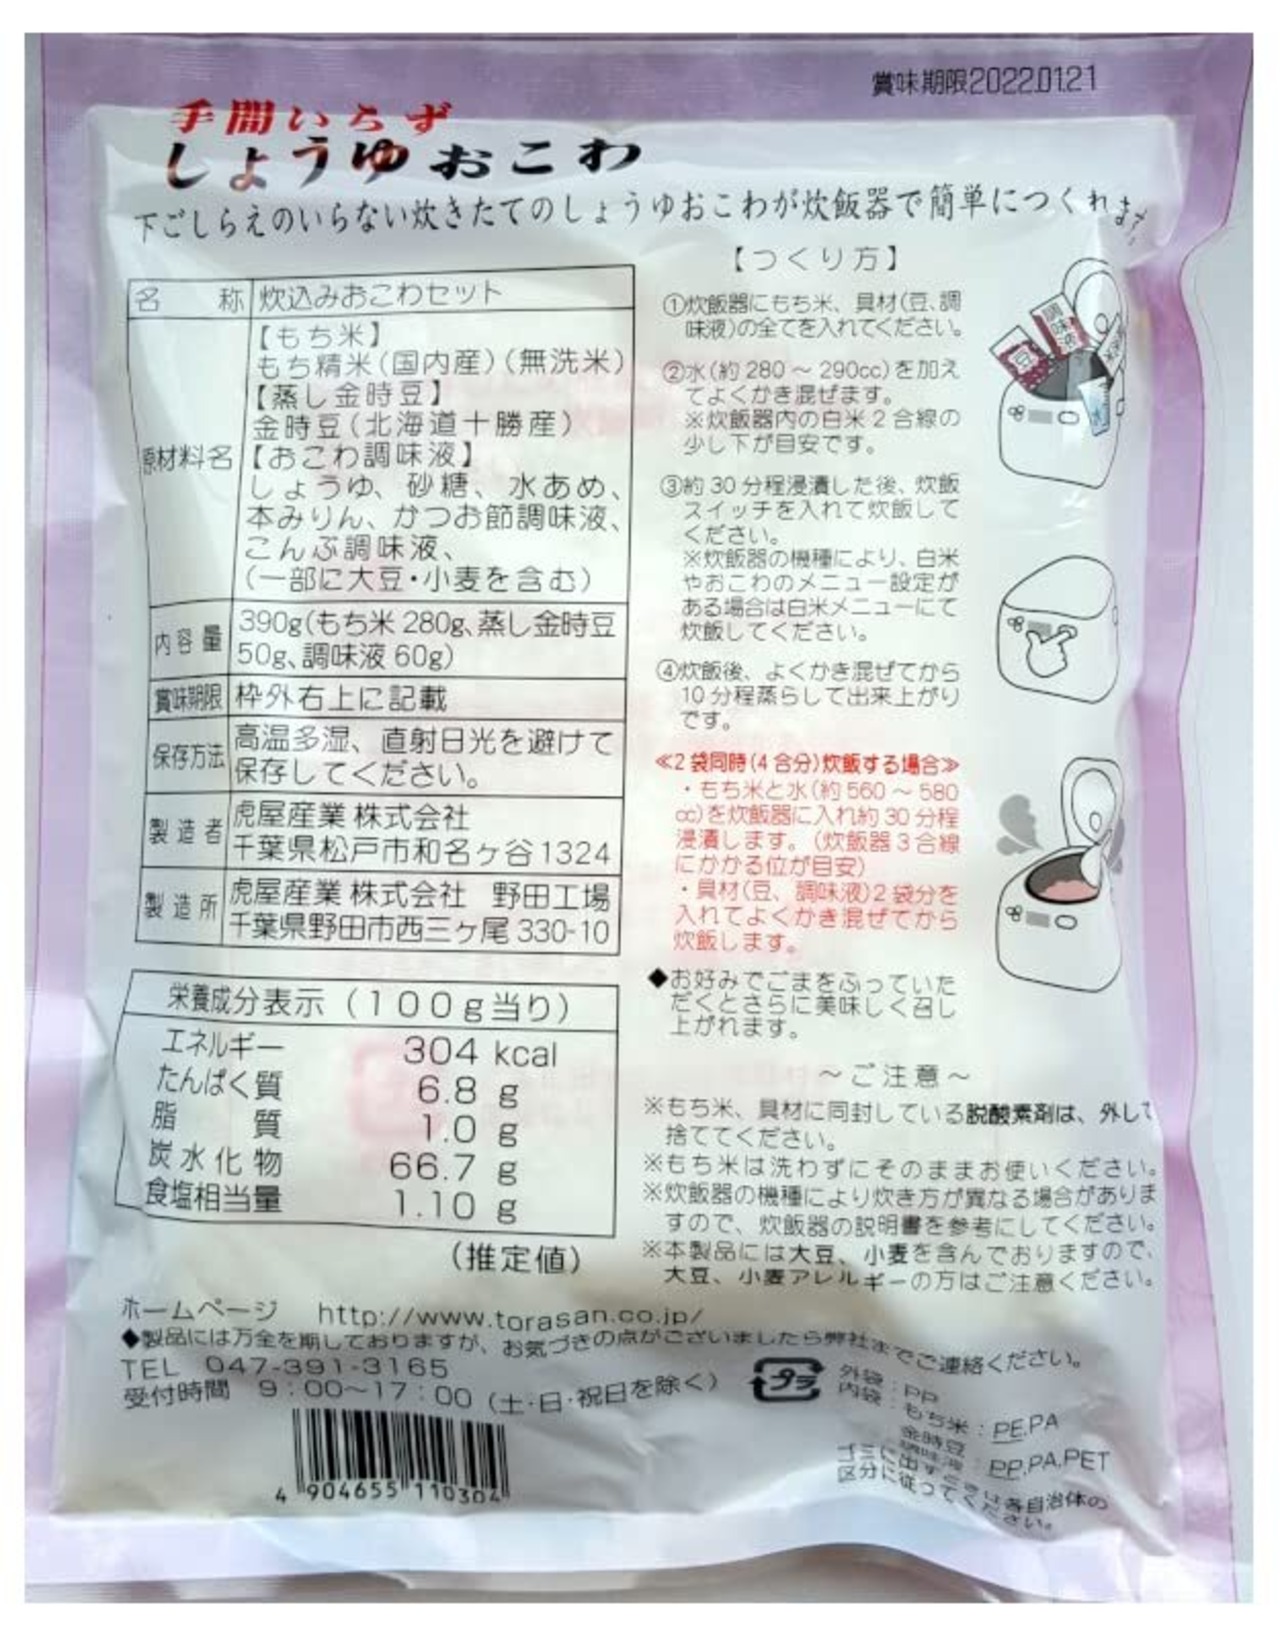 賞味期限2022.01.21
手間いらず
しょうゆおこわ
下ごしらえのいらない炊きたてのしょうゆおこわが炊飯器で簡単につくれます。
名称 炊込みおこわセット
原材料名
【もち米】
もち精米(国内産)(無洗米)
【蒸し金時豆】
金時豆(北海道十勝産)
【おこわ調味液】
しょうゆ、砂糖、水あめ、
本みりん、かつお節調味液、
こんぶ調味液、
(一部に大豆・小麦を含む)
内容量
390g(もち米280g、蒸し金時豆
50g、調味液60g)
賞味期限 枠外右上に記載
保存方法
高温多湿、直射日光を避けて
保存してください。
製造者
虎屋産業株式会社
千葉県松戸市和名ヶ谷1324
製造所
虎屋産業株式会社 野田工場
千葉県野田市西三ヶ尾330-10
栄養成分表示(100g当り)
エネルギー 304 kcal
たんぱく質 6.8 g
脂質 1.0 g
炭水化物 66.7 g
食塩相当量 1.10 g
(推定値)
【つくり方】
①炊飯器にもち米、具材(豆、調
味液)の全てを入れてください。
②水(約280～290cc)を加え
てよくかき混ぜます。
※炊飯器内の白米2合線の
少し下が目安です。
③約30分程浸漬した後、炊飯
スイッチを入れて炊飯して
ください。
※炊飯器の機種により、白米
やおこわのメニュー設定が
ある場合は白米メニューにて
炊飯してください。
④炊飯後、よくかき混ぜてから
10分程蒸らして出来上がり
です。
≪2袋同時(4合分)炊飯する場合≫
・もち米と水(約560～580
cc)を炊飯器に入れ約30分程
浸漬します。(炊飯器3合線
にかかる位が目安)
・具材(豆、調味液)2袋分を
入れてよくかき混ぜてから
炊飯します。
◆お好みでごまをふっていた
だくとさらに美味しく召し
上がれます。
豆
調味液
水
～ご注意～
※もち米、具材に同封している脱酸素剤は、外して
捨ててください。
※もち米は洗わずにそのままお使いください。
※炊飯器の機種により炊き方が異なる場合がありま
すので、炊飯器の説明書を参考にしてください。
※本製品には大豆、小麦を含んでおりますので、
大豆、小麦アレルギーの方はご注意ください。
ホームページ http://www.torasan.co.jp/
◆製品には万全を期しておりますが、お気づきの点がございましたら弊社までご連絡ください。
TEL 047-391-3165
受付時間 9:00～17:00(土・日・祝日を除く)
プラ
外袋:PP
内袋:もち米:PE,PA
金時豆
調味液:PP,PA,PET
ゴミに出すときは各自治体の
区分に従ってください。
4 904655 110304